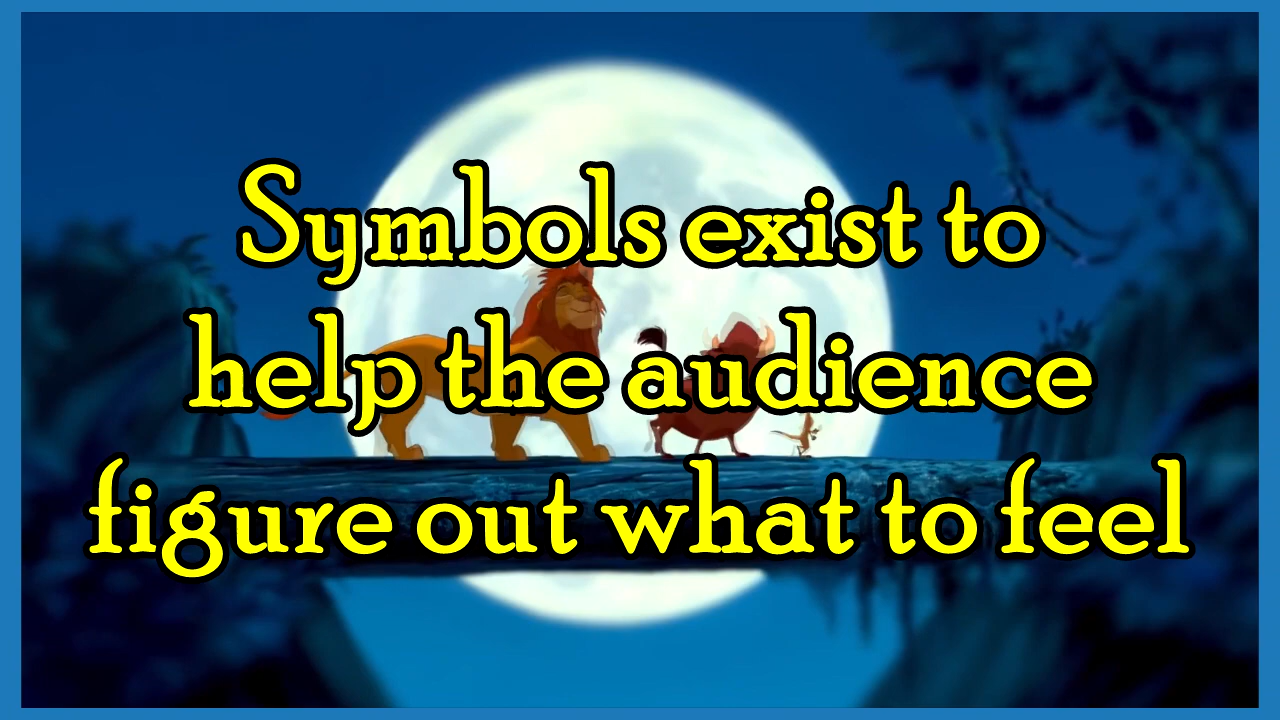 Symbols exist to
help the audience
figure out what to feel